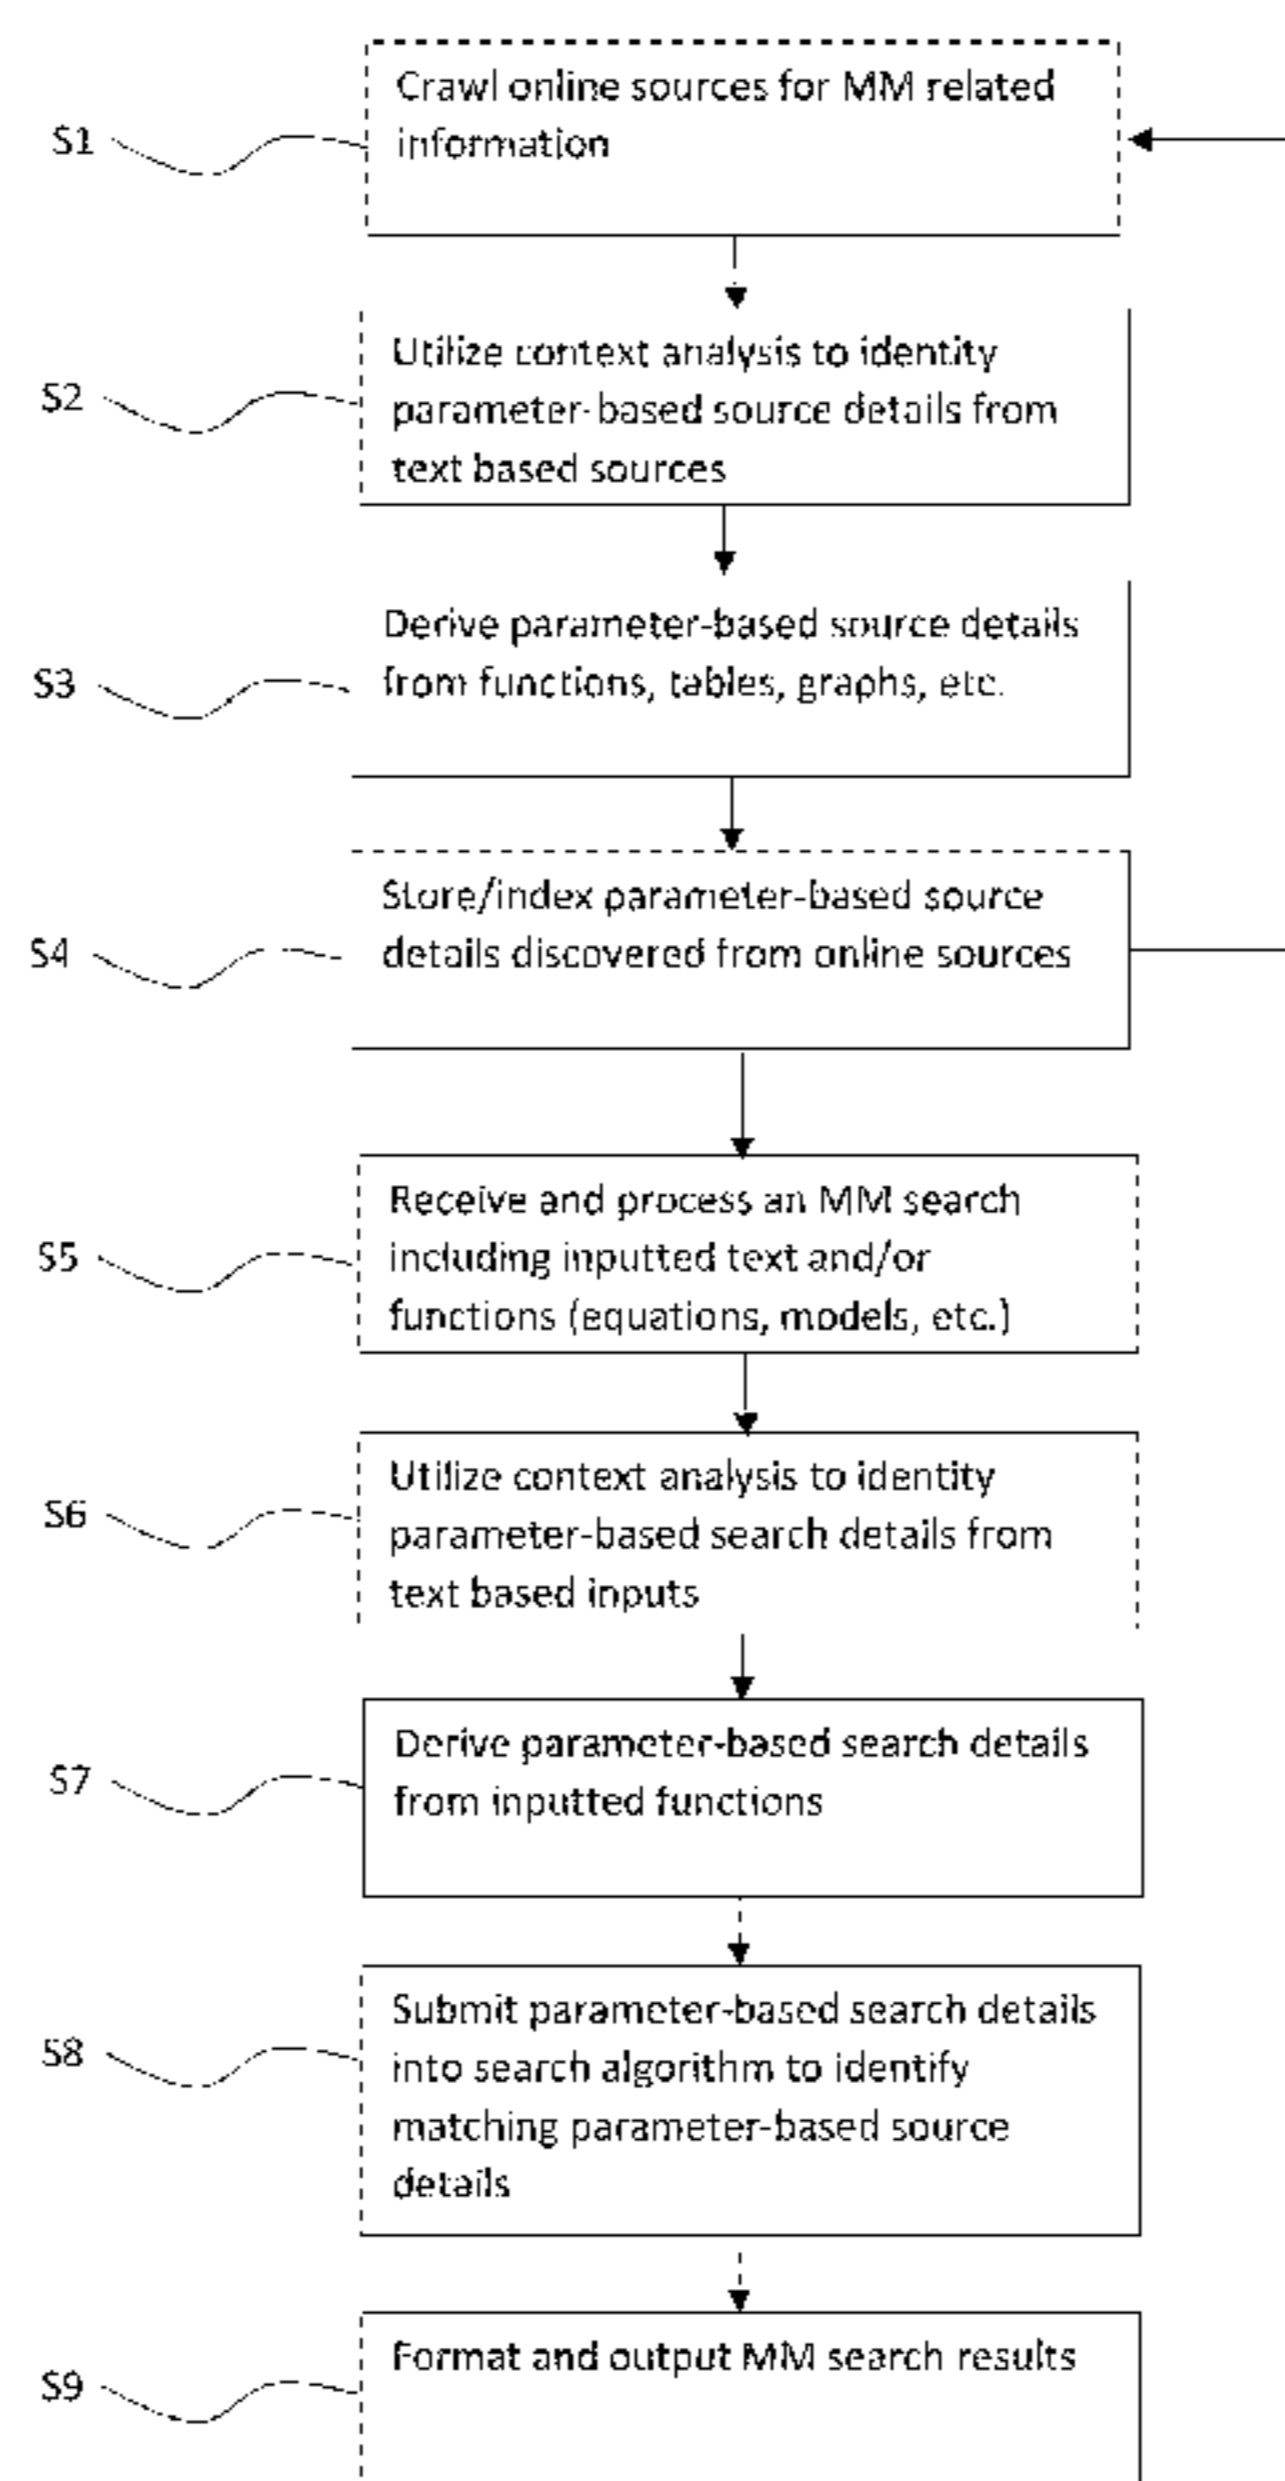 Crawl online sources for MM related
information
S1
Utilize context analysis to identity
parameter-based source details from
text based sources
S2
Derive parameter-based source details
from functions, tables, graphs, etc.
S3
Store/index parameter-based source
details discovered from online sources
S4
Receive and process an MM search
including inputted text and/or
functions (equations, models, etc.)
S5
Utilize context analysis to identity
parameter-based search details from
text based inputs
S6
Derive parameter-based search details
from inputted functions
S7
Submit parameter-based search details
into search algorithm to identify
matching parameter-based source
details
S8
Format and output MM search results
S9